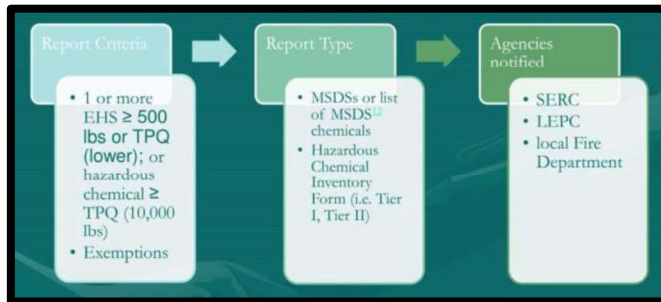 Report Criteria
• 1 or more
EHS ≥ 500
lbs or TPQ
(lower); or
hazardous
chemical ≥
TPQ (10,000
lbs)
• Exemptions
Report Type
• MSDSs or list
of MSDS12
chemicals
• Hazardous
Chemical
Inventory
Form (i.e. Tier
I, Tier II)
Agencies
notified
• SERC
• LEPC
• local Fire
Department